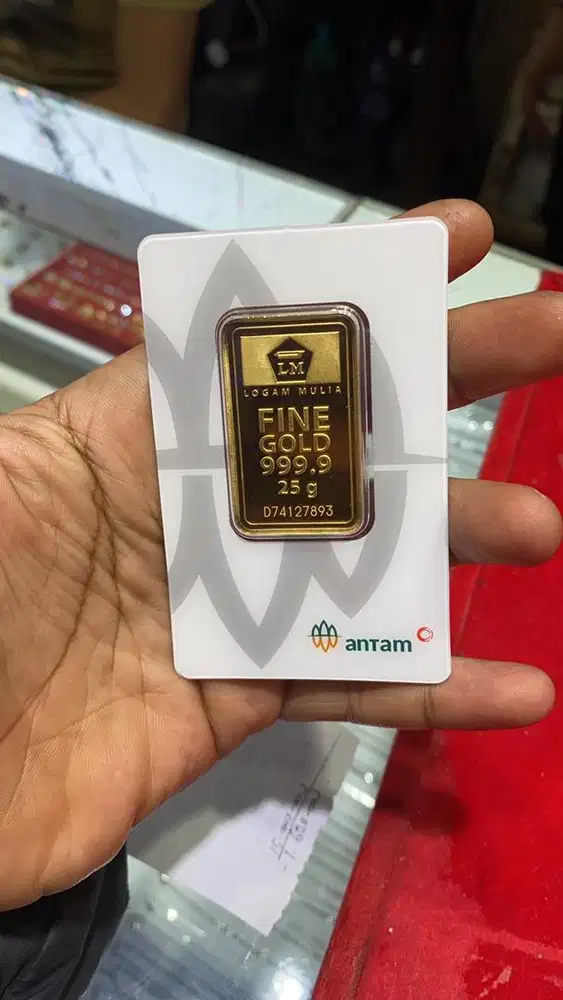 LM
LOGAM MULIA
FINE
GOLD
999.9
25 g
D74127893
antam